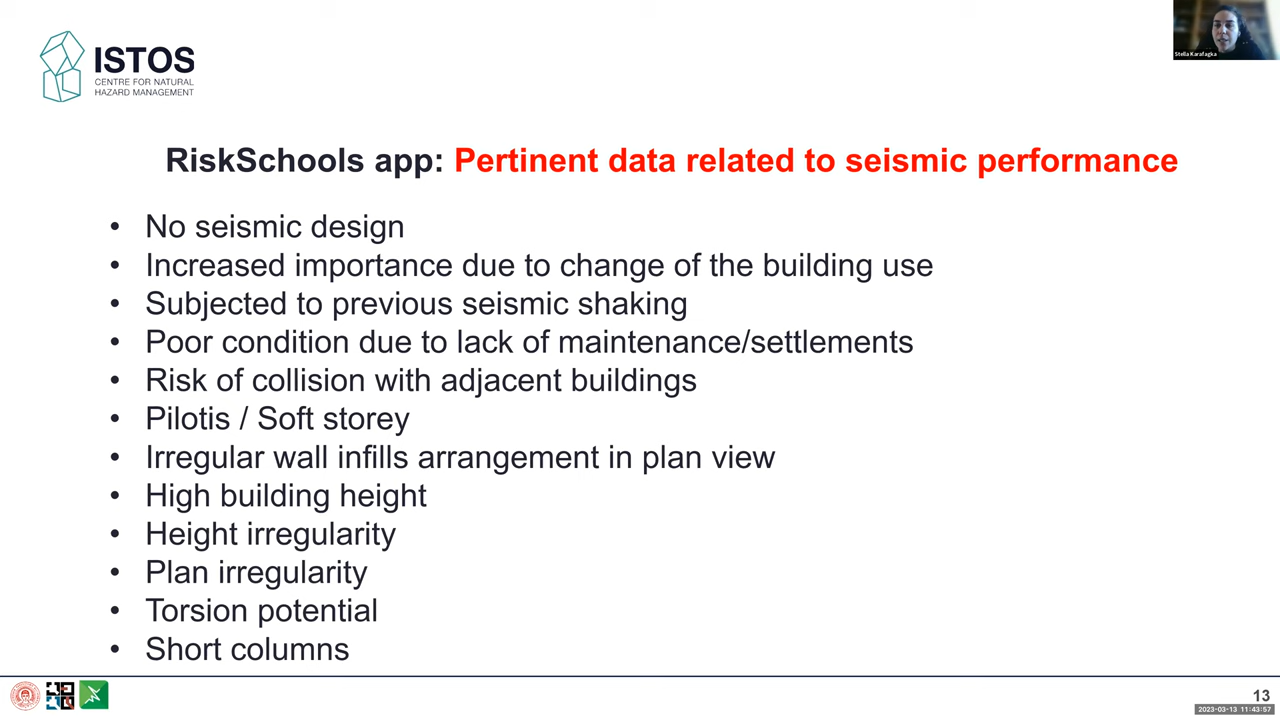 ISTOS
CENTRE FOR NATURAL
HAZARD MANAGEMENT
Stella Karafagka
RiskSchools app: Pertinent data related to seismic performance
• No seismic design
• Increased importance due to change of the building use
• Subjected to previous seismic shaking
• Poor condition due to lack of maintenance/settlements
• Risk of collision with adjacent buildings
• Pilotis / Soft storey
• Irregular wall infills arrangement in plan view
• High building height
• Height irregularity
• Plan irregularity
• Torsion potential
• Short columns
13
2023-03-13 11:43:57